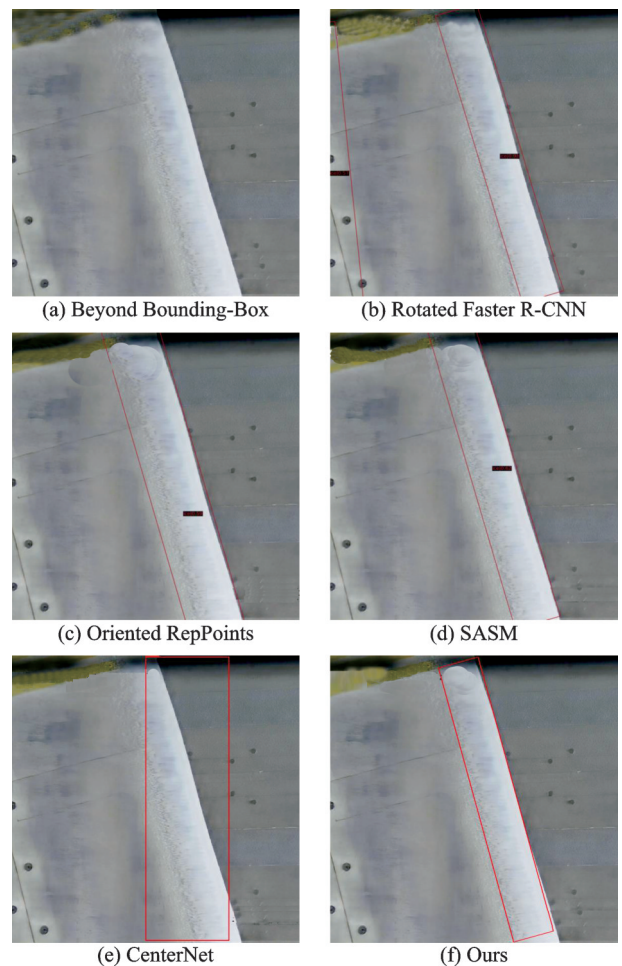 (a) Beyond Bounding-Box
(b) Rotated Faster R-CNN
(c) Oriented RepPoints
(d) SASM
(e) CenterNet
(f) Ours